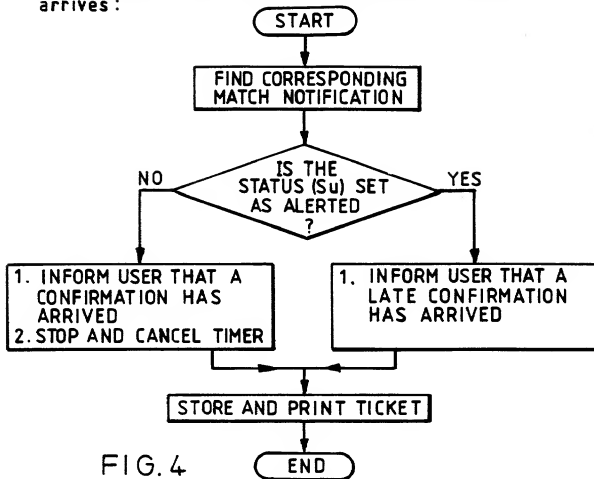 arrives:
START
FIND CORRESPONDING
MATCH NOTIFICATION
IS THE
STATUS (Su) SET
AS ALERTED
?
NO
YES
1. INFORM USER THAT A
CONFIRMATION HAS
ARRIVED
2. STOP AND CANCEL TIMER
1. INFORM USER THAT A
LATE CONFIRMATION
HAS ARRIVED
STORE AND PRINT TICKET
END
FIG. 4